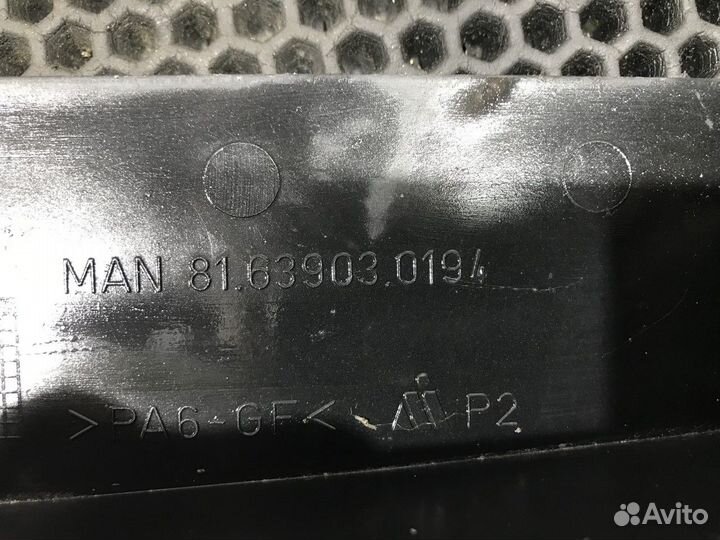 MAN 81.63903.0194
>PA6-GF< P2
Avito